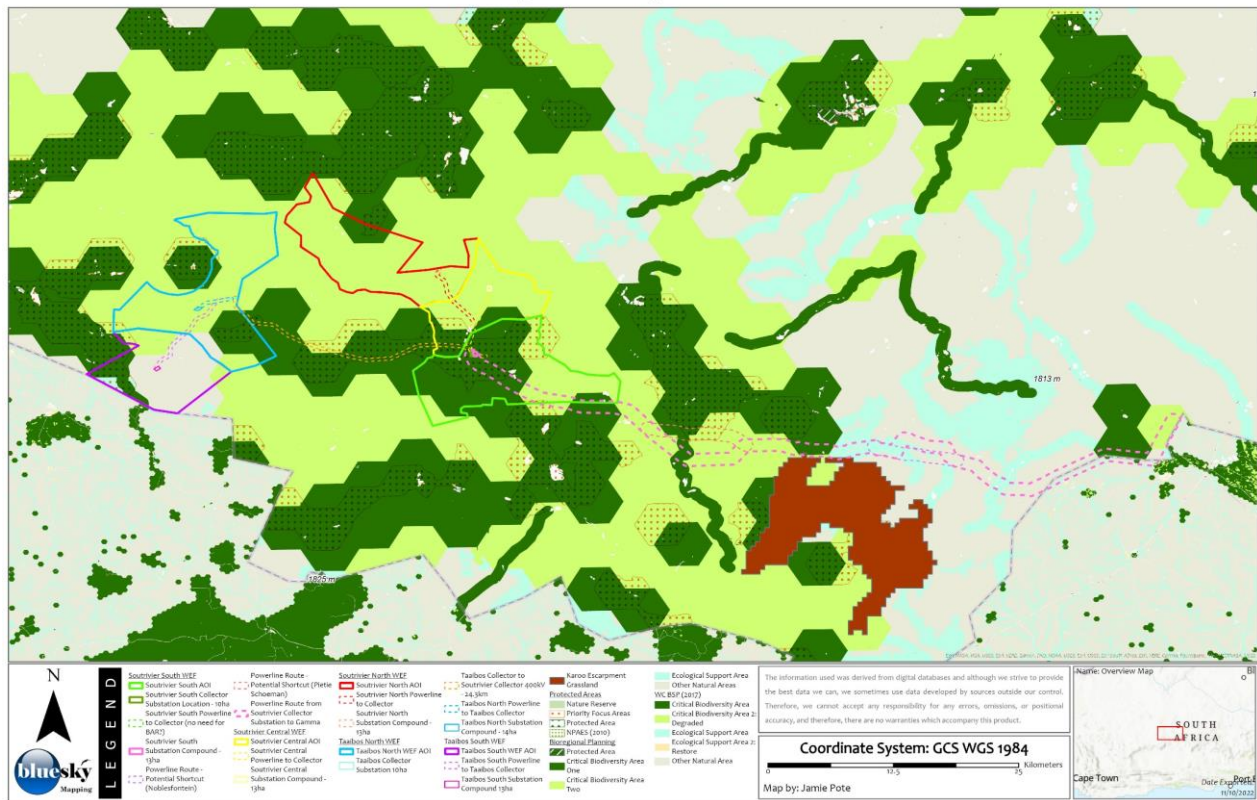 1813 m
1825 m
N
bluesky
Mapping
LEGEND
Soutrivier South WEF
Soutrivier South AOI
Soutrivier South Collector
Substation Location - 10ha
Soutrivier South Powerline
to Collector (no need for
BAR?)
Soutrivier South
Substation Compound -
13ha
Powerline Route -
Potential Shortcut
(Noblesfontein)
Powerline Route -
Potential Shortcut (Pietie
Schoeman)
Powerline Route from
Soutrivier Collector
Substation to Gamma
Soutrivier Central WEF
Soutrivier Central AOI
Soutrivier Central
Powerline to Collector
Soutrivier Central
Substation Compound -
13ha
Soutrivier North WEF
Soutrivier North AOI
Soutrivier North Powerline
to Collector
Soutrivier North
Substation Compound -
13ha
Taaibos North WEF
Taaibos North WEF AOI
Taaibos Collector
Substation 10ha
Taaibos Collector to
Soutrivier Collector 400kV
- 24.3km
Taaibos North Powerline
to Taaibos Collector
Taaibos North Substation
Compound - 14ha
Taaibos South WEF
Taaibos South WEF AOI
Taaibos South Powerline
to Taaibos Collector
Taaibos South Substation
Compound 13ha
Karoo Escarpment
Grassland
Protected Areas
Nature Reserve
Priority Focus Areas
Protected Area
NPAES (2010)
Bioregional Planning
Protected Area
Critical Biodiversity Area
One
Critical Biodiversity Area
Two
Ecological Support Area
Other Natural Areas
WC BSP (2017)
Critical Biodiversity Area
Critical Biodiversity Area 2:
Degraded
Ecological Support Area
Ecological Support Area 2:
Restore
Other Natural Area
The information used was derived from digital databases and although we strive to provide
the best data we can, we sometimes use data developed by sources outside our control.
Therefore, we cannot accept any responsibility for any errors, omissions, or positional
accuracy, and therefore, there are no warranties which accompany this product.
Coordinate System: GCS WGS 1984
0 12.5 25 Kilometers
Map by: Jamie Pote
Name: Overview Map
SOUTH
AFRICA
Cape Town
Port
Date Exported:
11/10/2022